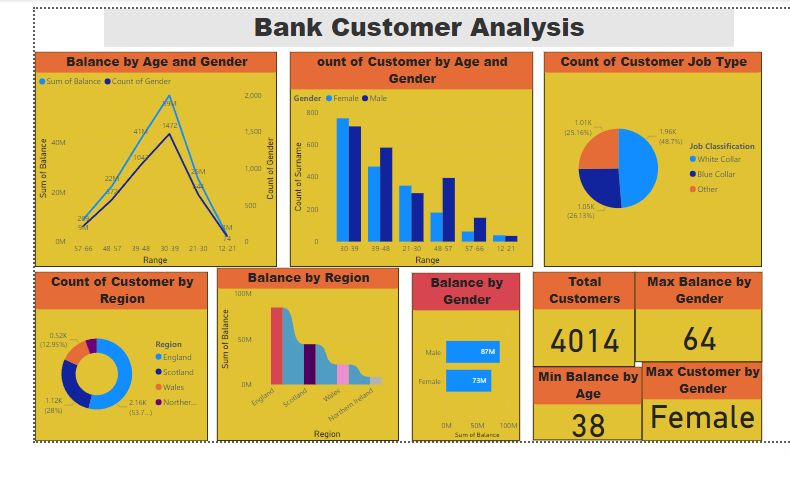 Bank Customer Analysis
Balance by Age and Gender
Sum of Balance Count of Gender
Sum of Balance
40M
20M
0M
2,000
1,500
1,000
500
0
Count of Gender
22M
41M
1472
74
57-66 48-57 39-48 30-39 21-30 12-21
Range
ount of Customer by Age and
Gender
Gender Female Male
Count of Surname
800
600
400
200
0
30-39 39-48 21-30 48-57 57-66 12-21
Range
Count of Customer Job Type
1.01K
(25.16%)
1.96K
(48.7%)
1.05K
(26.13%)
Job Classification
White Collar
Blue Collar
Other
Count of Customer by
Region
0.52K
(12.95%)
1.12K
(28%)
2.16K
(53.7...)
Region
England
Scotland
Wales
Norther...
Balance by Region
Sum of Balance
100M
50M
0M
England
Scotland
Wales
Northern Ireland
Region
Balance by
Gender
Male
87M
Female
73M
0M 50M 100M
Sum of Balance
Total
Customers
4014
Max Balance by
Gender
64
Min Balance by
Age
38
Max Customer by
Gender
Female